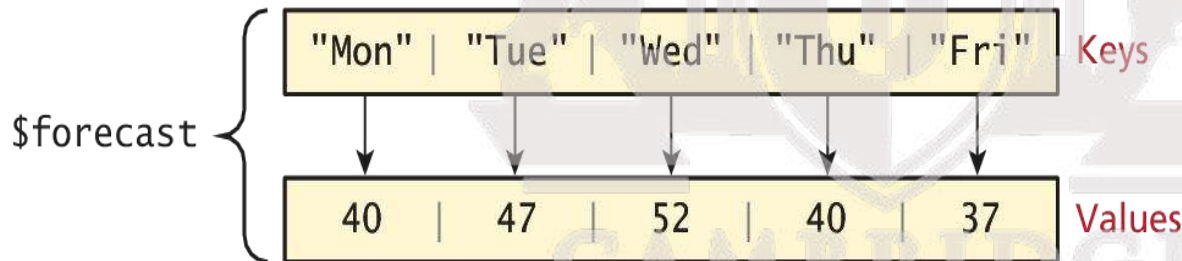 "Mon" | "Tue" | "Wed" | "Thu" | "Fri" Keys
$forecast
40 | 47 | 52 | 40 | 37 Values